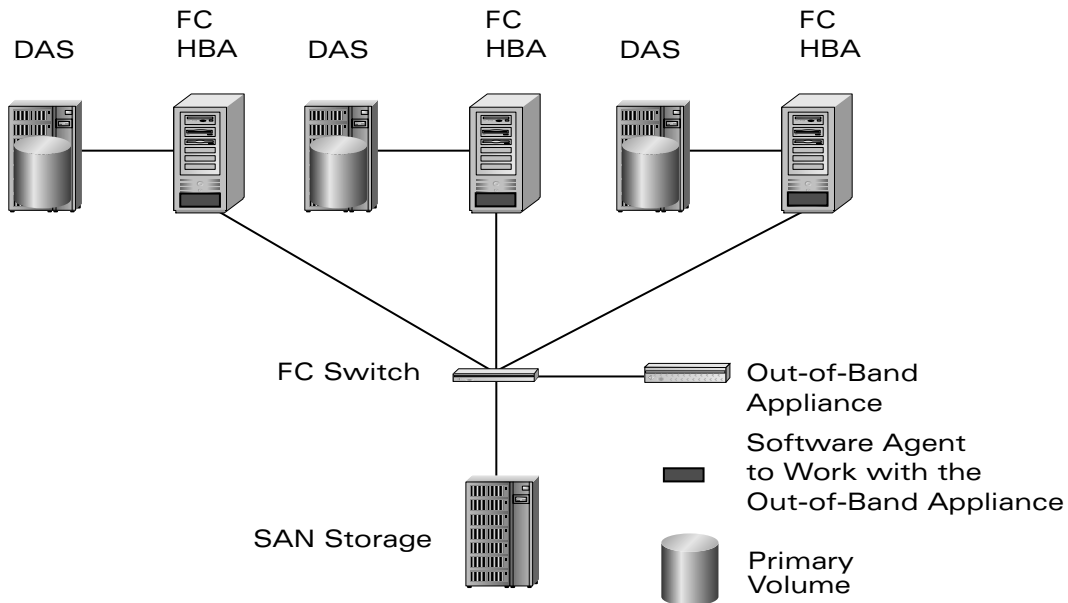 DAS
FC
HBA
DAS
FC
HBA
DAS
FC
HBA
FC Switch
Out-of-Band
Appliance
Software Agent
to Work with the
Out-of-Band Appliance
SAN Storage
Primary
Volume